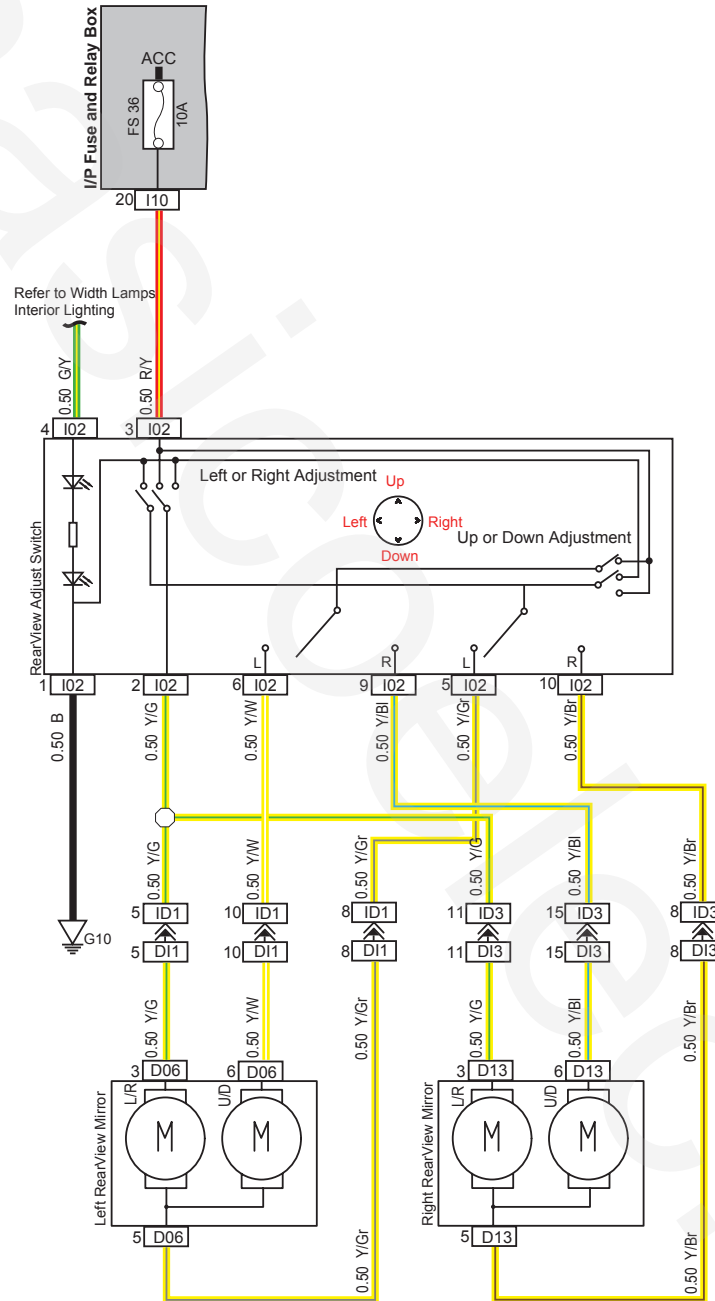 I/P Fuse and Relay Box
ACC
FS 36
10A
20 I10
Refer to Width Lamps
Interior Lighting
0.50 G/Y
0.50 R/Y
4 I02
3 I02
RearView Adjust Switch
Left or Right Adjustment
Up
Left
Right
Down
Up or Down Adjustment
L
R
L
R
1 I02
2 I02
6 I02
9 I02
5 I02
10 I02
0.50 B
0.50 Y/G
0.50 Y/W
0.50 Y/Bl
0.50 Y/Gr
0.50 Y/Br
0.50 Y/G
0.50 Y/W
0.50 Y/Gr
0.50 Y/G
0.50 Y/Bl
0.50 Y/Br
5 ID1
10 ID1
8 ID1
11 ID3
15 ID3
8 ID3
G10
5 DI1
10 DI1
8 DI1
11 DI3
15 DI3
8 DI3
0.50 Y/G
0.50 Y/W
0.50 Y/Gr
0.50 Y/G
0.50 Y/Bl
0.50 Y/Br
3 D06
6 D06
3 D13
6 D13
Left RearView Mirror
L/R
U/D
M
M
Right RearView Mirror
L/R
U/D
M
M
5 D06
5 D13
0.50 Y/Gr
0.50 Y/Br